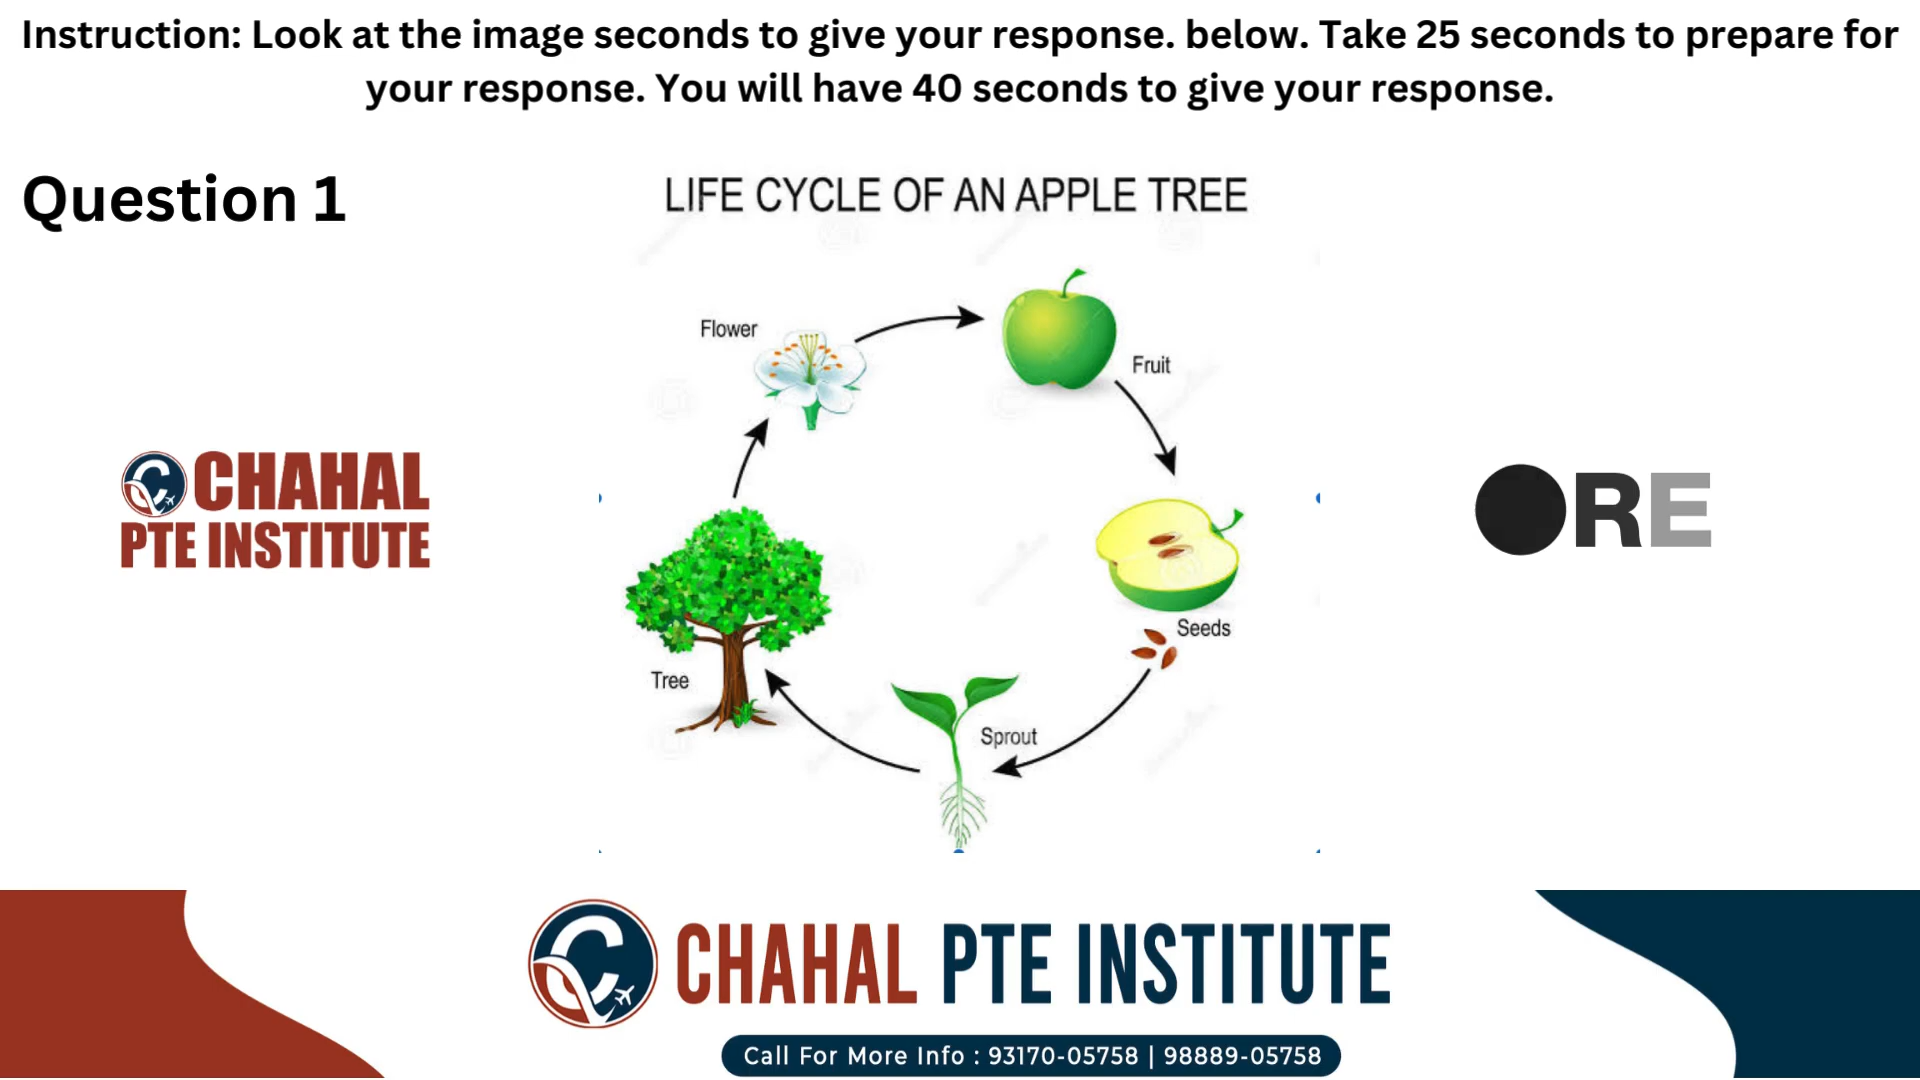 Instruction: Look at the image seconds to give your response. below. Take 25 seconds to prepare for
your response. You will have 40 seconds to give your response.
Question 1
LIFE CYCLE OF AN APPLE TREE
Flower
Fruit
CHAHAL
PTE INSTITUTE
RE
Seeds
Tree
Sprout
CHAHAL PTE INSTITUTE
Call For More Info : 93170-05758 | 98889-05758